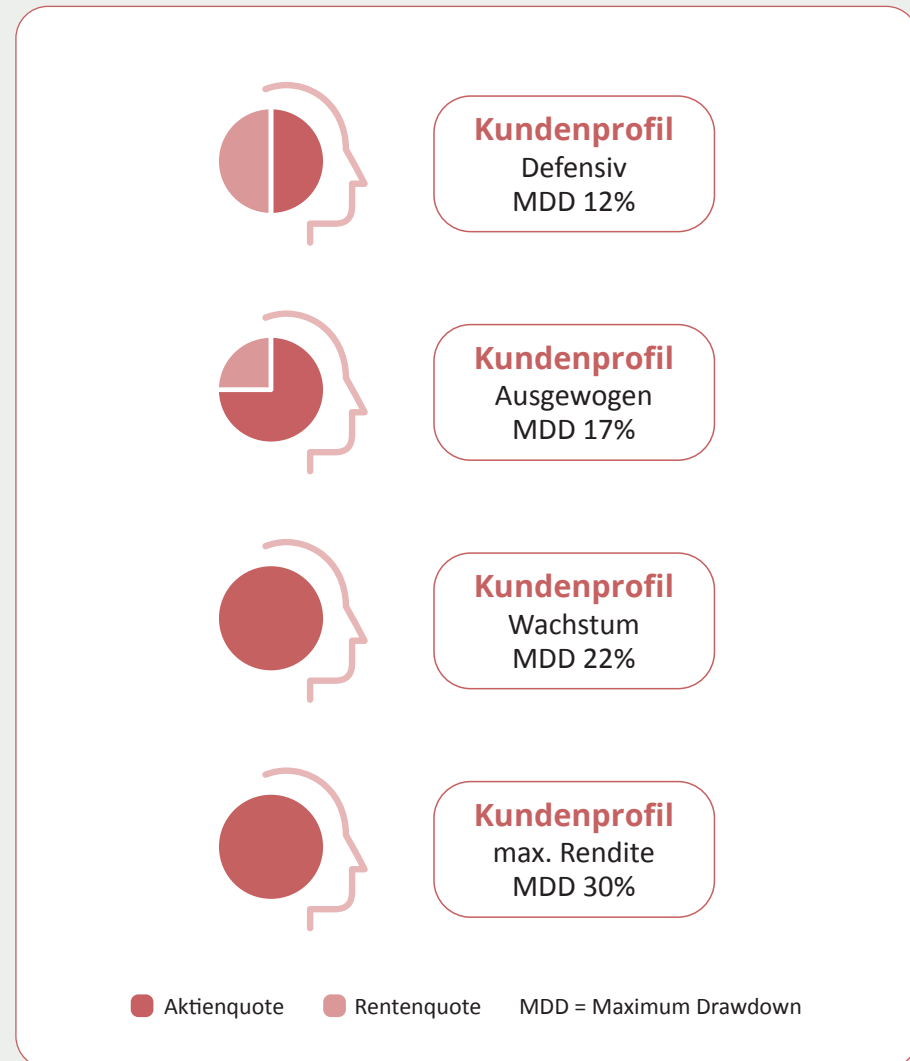 Kundenprofil
Defensiv
MDD 12%
Kundenprofil
Ausgewogen
MDD 17%
Kundenprofil
Wachstum
MDD 22%
Kundenprofil
max. Rendite
MDD 30%
Aktienquote Rentenquote MDD = Maximum Drawdown